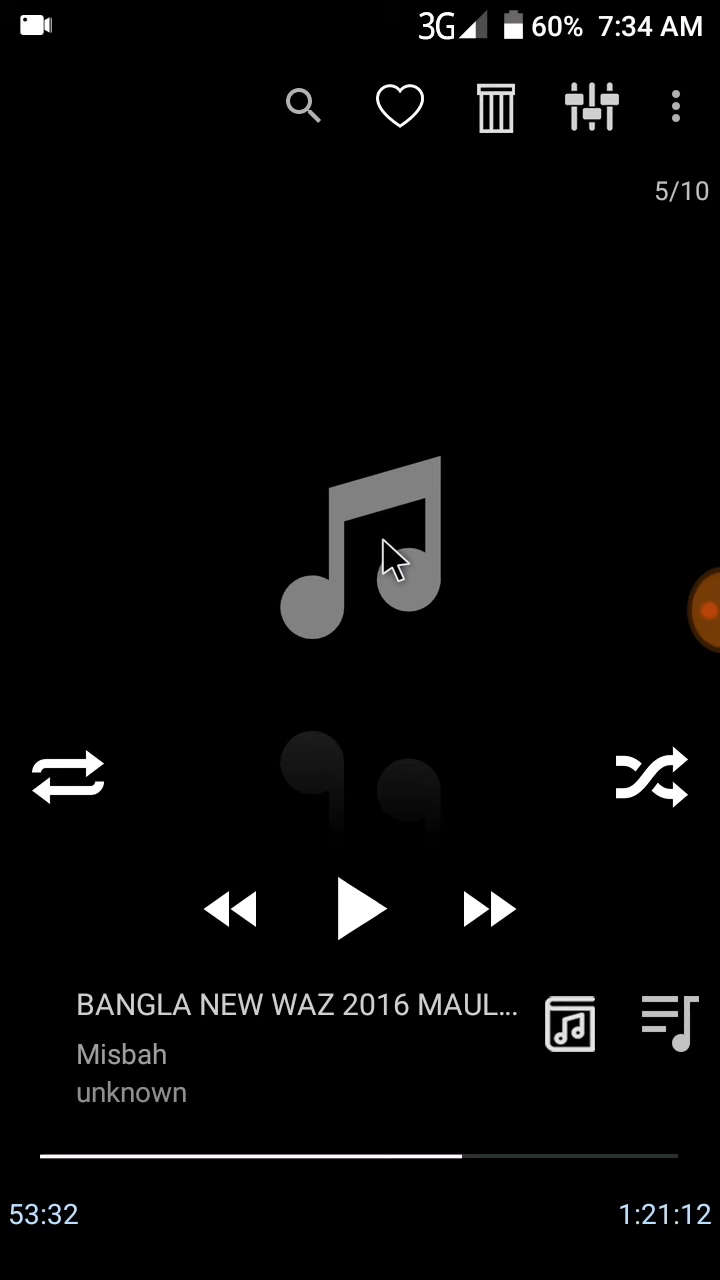 3G 60% 7:34 AM
5/10
BANGLA NEW WAZ 2016 MAUL...
Misbah
unknown
53:32 1:21:12